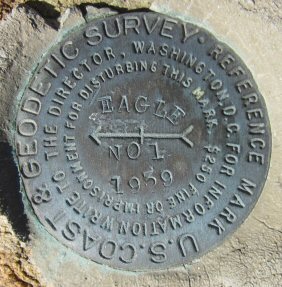 U.S. COAST & GEODETIC SURVEY · REFERENCE MARK
FOR INFORMATION WRITE TO THE DIRECTOR, WASHINGTON, D.C.
$250 FINE OR IMPRISONMENT FOR DISTURBING THIS MARK.
EAGLE
NO 1
1959